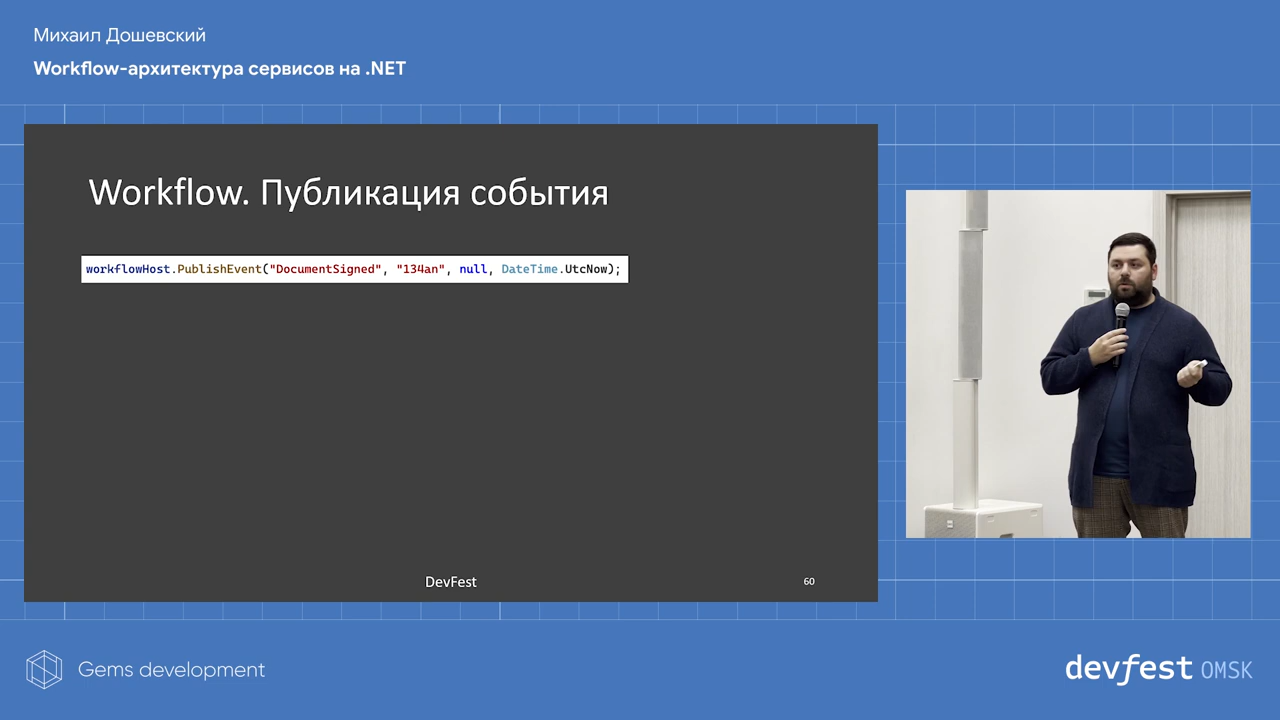 Михаил Дошевский
Workflow-архитектура сервисов на .NET
Workflow. Публикация события
workflowHost.PublishEvent("DocumentSigned", "134an", null, DateTime.UtcNow);
DevFest
60
Gems development
devfest OMSK